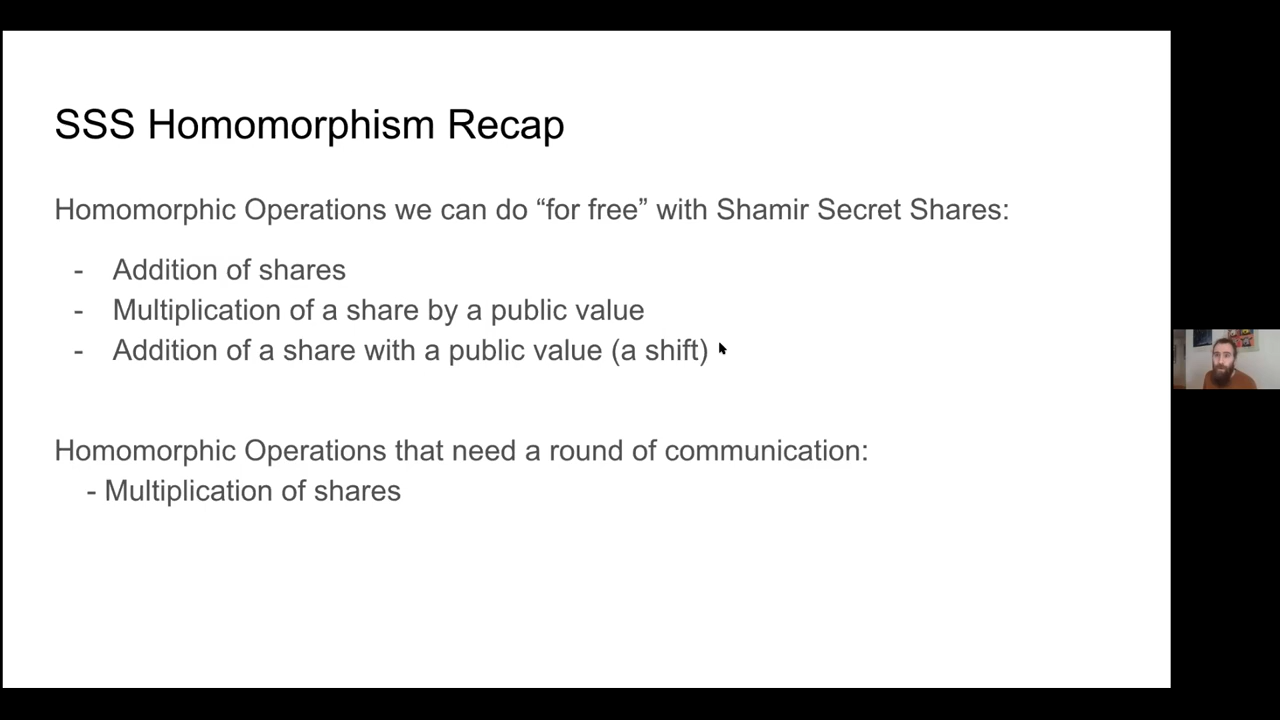 SSS Homomorphism Recap
Homomorphic Operations we can do “for free” with Shamir Secret Shares:
- Addition of shares
- Multiplication of a share by a public value
- Addition of a share with a public value (a shift)
Homomorphic Operations that need a round of communication:
- Multiplication of shares